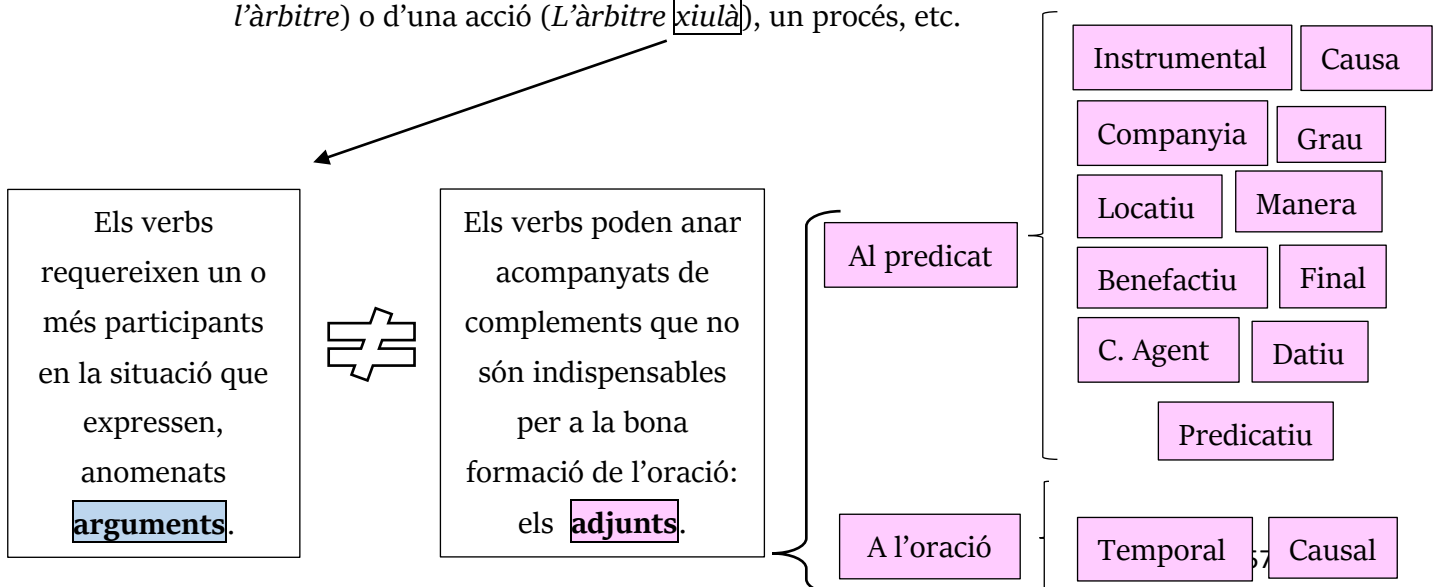 l’àrbitre) o d’una acció (L’àrbitre xiulà), un procés, etc.
Els verbs
requereixen un o
més participants
en la situació que
expressen,
anomenats
arguments.
Els verbs poden anar
acompanyats de
complements que no
són indispensables
per a la bona
formació de l’oració:
els adjunts.
Al predicat
Instrumental
Causa
Companyia
Grau
Locatiu
Manera
Benefactiu
Final
C. Agent
Datiu
Predicatiu
A l’oració
Temporal
Causal